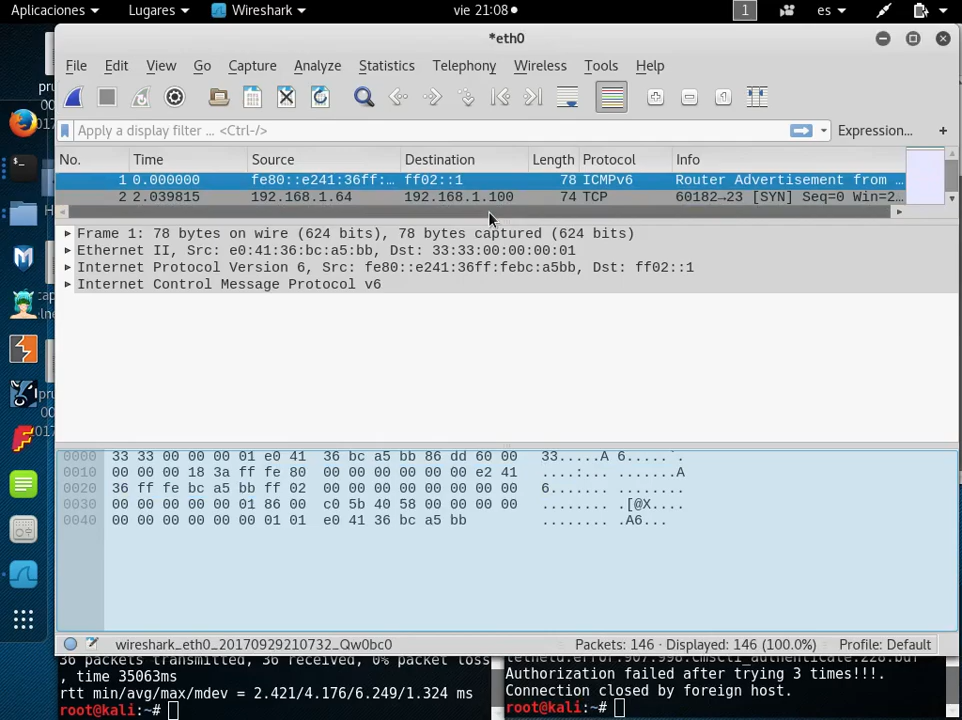 Aplicaciones Lugares Wireshark vie 21:08 1 es
*eth0
File Edit View Go Capture Analyze Statistics Telephony Wireless Tools Help
Apply a display filter ... <Ctrl-/> Expression... +
No. Time Source Destination Length Protocol Info
1 0.000000 fe80::e241:36ff:... ff02::1 78 ICMPv6 Router Advertisement from ...
2 2.039815 192.168.1.64 192.168.1.100 74 TCP 60182→23 [SYN] Seq=0 Win=2...
Frame 1: 78 bytes on wire (624 bits), 78 bytes captured (624 bits)
Ethernet II, Src: e0:41:36:bc:a5:bb, Dst: 33:33:00:00:00:01
Internet Protocol Version 6, Src: fe80::e241:36ff:febc:a5bb, Dst: ff02::1
Internet Control Message Protocol v6
0000 33 33 00 00 00 01 e0 41 36 bc a5 bb 86 dd 60 00 33.....A 6.....`.
0010 00 00 00 18 3a ff fe 80 00 00 00 00 00 00 e2 41 ....:... .......A
0020 36 ff fe bc a5 bb ff 02 00 00 00 00 00 00 00 00 6....... ........
0030 00 00 00 00 00 01 86 00 c0 5b 40 58 00 00 00 00 ........ .[@X....
0040 00 00 00 00 00 00 01 01 e0 41 36 bc a5 bb ........ .A6...
wireshark_eth0_20170929210732_Qw0bc0 Packets: 146 · Displayed: 146 (100.0%) Profile: Default
36 packets transmitted, 36 received, 0% packet loss
, time 35063ms
rtt min/avg/max/mdev = 2.421/4.176/6.249/1.324 ms
root@kali:~#
Authorization failed after trying 3 times!!!.
Connection closed by foreign host.
root@kali:~#